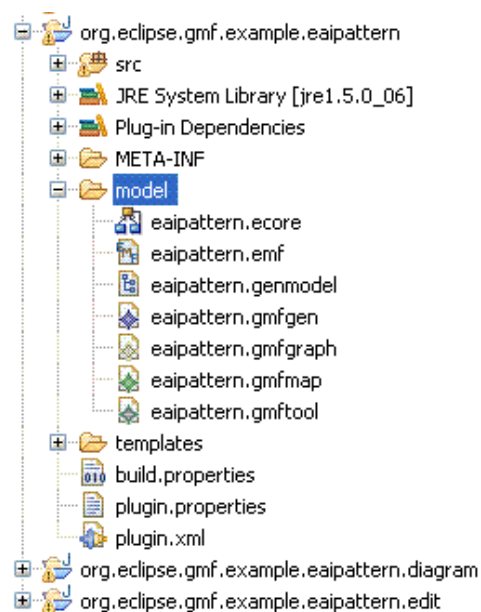 org.eclipse.gmf.example.eaipattern
src
JRE System Library [jre1.5.0_06]
Plug-in Dependencies
META-INF
model
eaipattern.ecore
eaipattern.emf
eaipattern.genmodel
eaipattern.gmfgen
eaipattern.gmfgraph
eaipattern.gmfmap
eaipattern.gmftool
templates
build.properties
plugin.properties
plugin.xml
org.eclipse.gmf.example.eaipattern.diagram
org.eclipse.gmf.example.eaipattern.edit